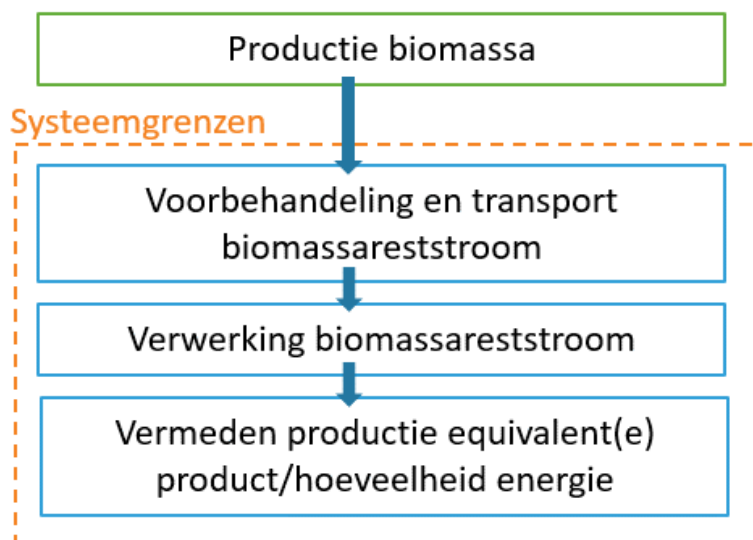 Productie biomassa
Systeemgrenzen
Voorbehandeling en transport
biomassareststroom
Verwerking biomassareststroom
Vermeden productie equivalent(e)
product/hoeveelheid energie